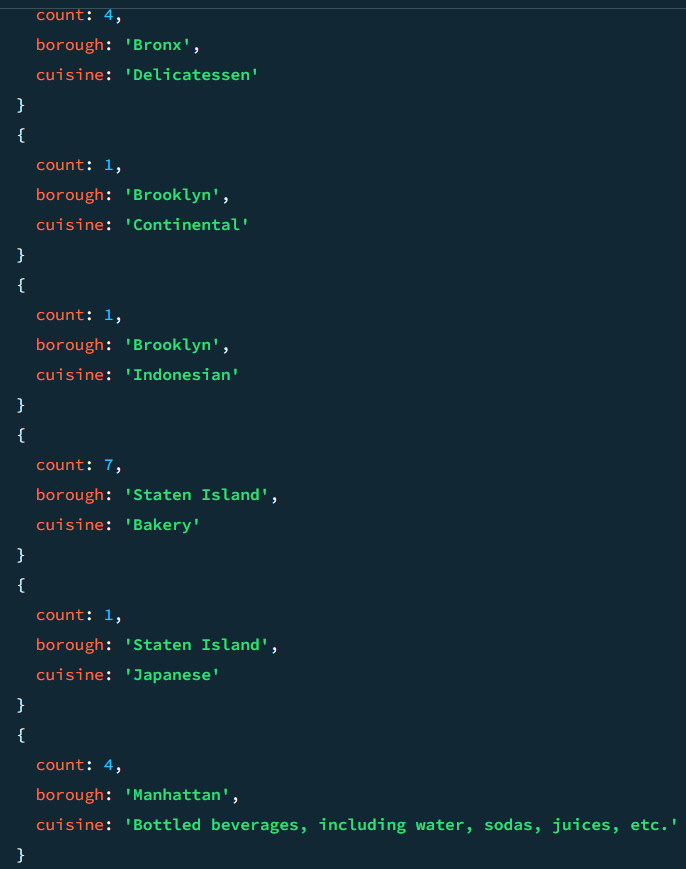 count: 4,
borough: 'Bronx',
cuisine: 'Delicatessen'
}
{
count: 1,
borough: 'Brooklyn',
cuisine: 'Continental'
}
{
count: 1,
borough: 'Brooklyn',
cuisine: 'Indonesian'
}
{
count: 7,
borough: 'Staten Island',
cuisine: 'Bakery'
}
{
count: 1,
borough: 'Staten Island',
cuisine: 'Japanese'
}
{
count: 4,
borough: 'Manhattan',
cuisine: 'Bottled beverages, including water, sodas, juices, etc.'
}